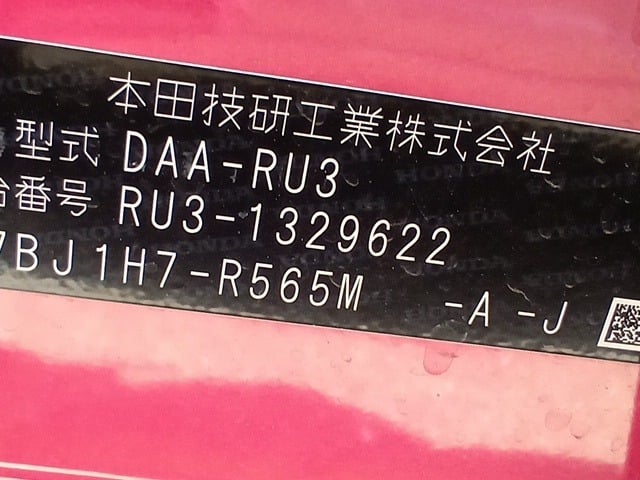 本田技研工業株式会社
型式 DAA-RU3
台番号 RU3-1329622
7BJ1H7-R565M -A -J